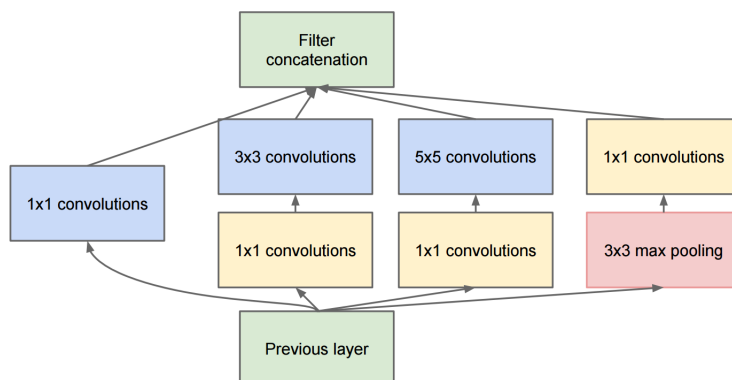 Filter
concatenation
3x3 convolutions
5x5 convolutions
1x1 convolutions
1x1 convolutions
1x1 convolutions
1x1 convolutions
3x3 max pooling
Previous layer